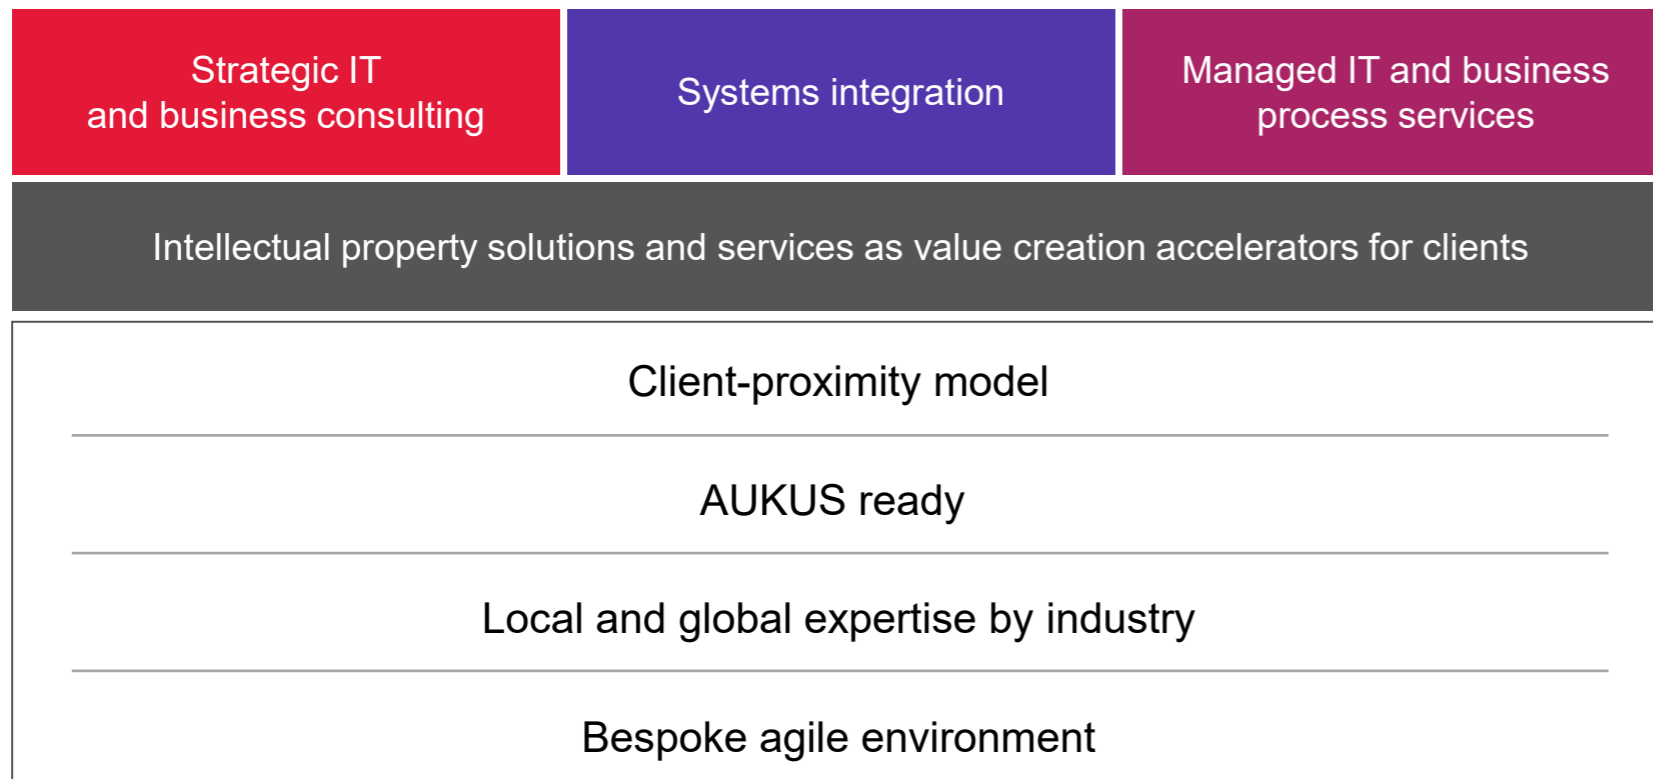 Strategic IT
and business consulting
Systems integration
Managed IT and business
process services
Intellectual property solutions and services as value creation accelerators for clients
Client-proximity model
AUKUS ready
Local and global expertise by industry
Bespoke agile environment